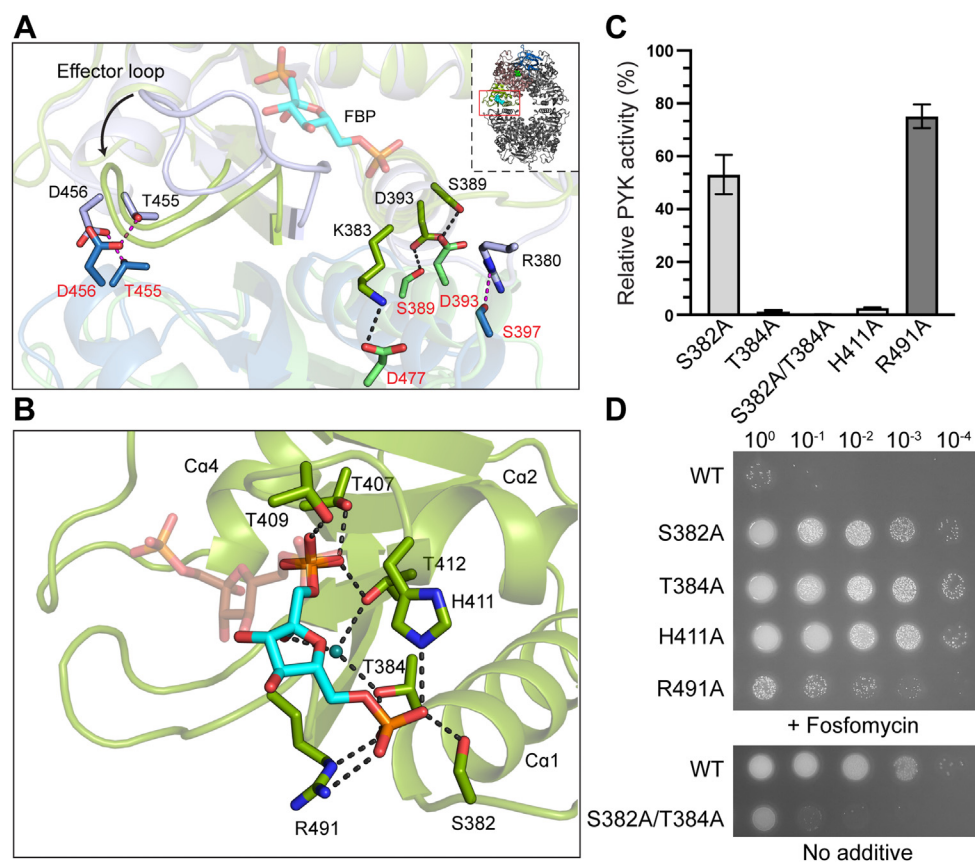 A
Effector loop
FBP
D456
T455
D393
S389
K383
R380
D456
T455
S389
D393
S397
D477
B
Cα4
T407
Cα2
T409
T412
H411
T384
Cα1
R491
S382
C
Relative PYK activity (%)
100
80
60
40
20
0
S382A
T384A
S382A/T384A
H411A
R491A
D
10⁰ 10⁻¹ 10⁻² 10⁻³ 10⁻⁴
WT
S382A
T384A
H411A
R491A
+ Fosfomycin
WT
S382A/T384A
No additive